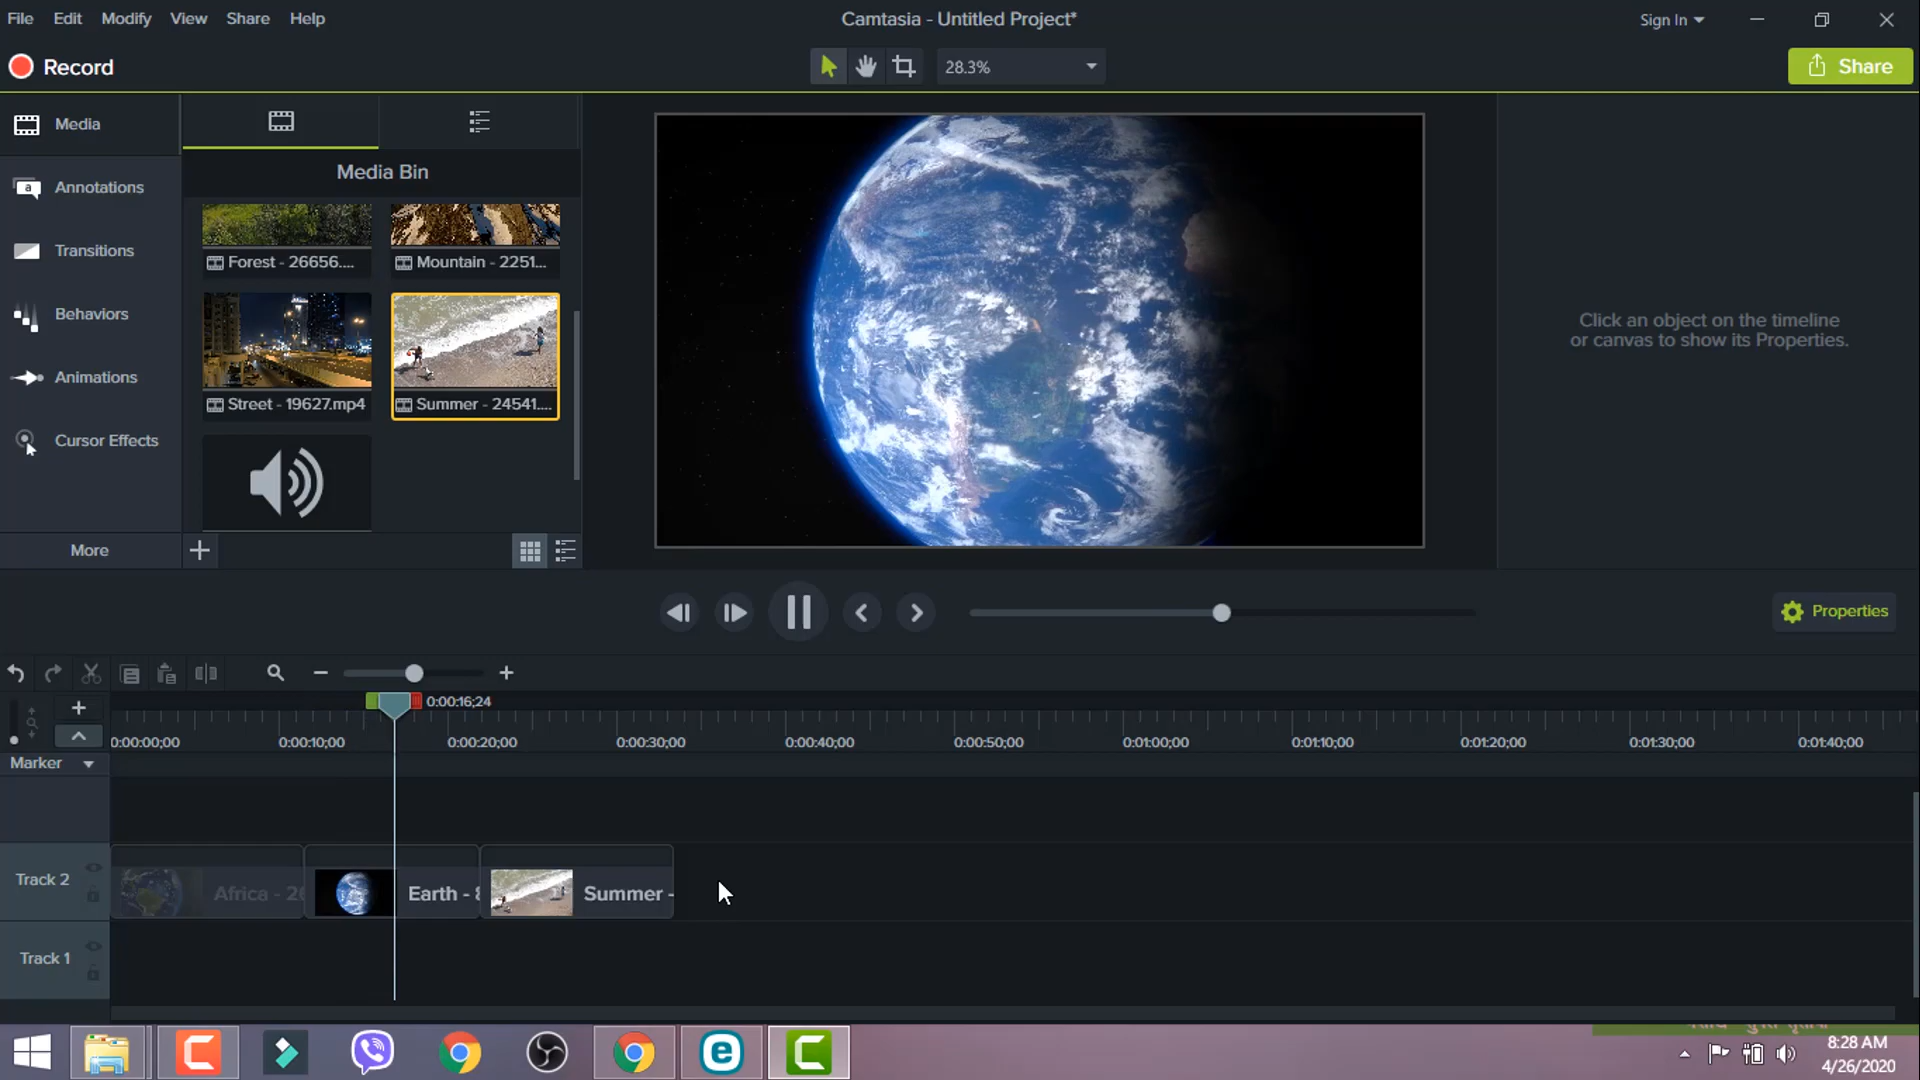 File Edit Modify View Share Help
Camtasia - Untitled Project*
Sign In
Record
28.3%
Share
Media
Annotations
Transitions
Behaviors
Animations
Cursor Effects
More
Media Bin
Forest - 26656....
Mountain - 2251...
Street - 19627.mp4
Summer - 24541....
Click an object on the timeline
or canvas to show its Properties.
Properties
0:00:16;24
0:00:00;00 0:00:10;00 0:00:20;00 0:00:30;00 0:00:40;00 0:00:50;00 0:01:00;00 0:01:10;00 0:01:20;00 0:01:30;00 0:01:40;00
Marker
Track 2
Africa - 26
Earth - 8
Summer -
Track 1
8:28 AM
4/26/2020